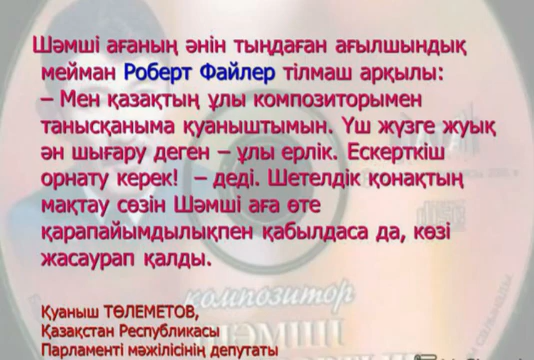 Шәмші ағаның әнін тыңдаған ағылшындық
мейман Роберт Файлер тілмаш арқылы:
– Мен қазақтың ұлы композиторымен
танысқаныма қуаныштымын. Үш жүзге жуық
ән шығару деген – ұлы ерлік. Ескерткіш
орнату керек!  – деді. Шетелдік қонақтың
мақтау сөзін Шәмші аға өте
қарапайымдылықпен қабылдаса да, көзі
жасаурап қалды.
композитор
Қуаныш ТӨЛЕМЕТОВ,
Қазақстан Республикасы
ШӘМШІ
Парламенті мәжілісінің депутаты